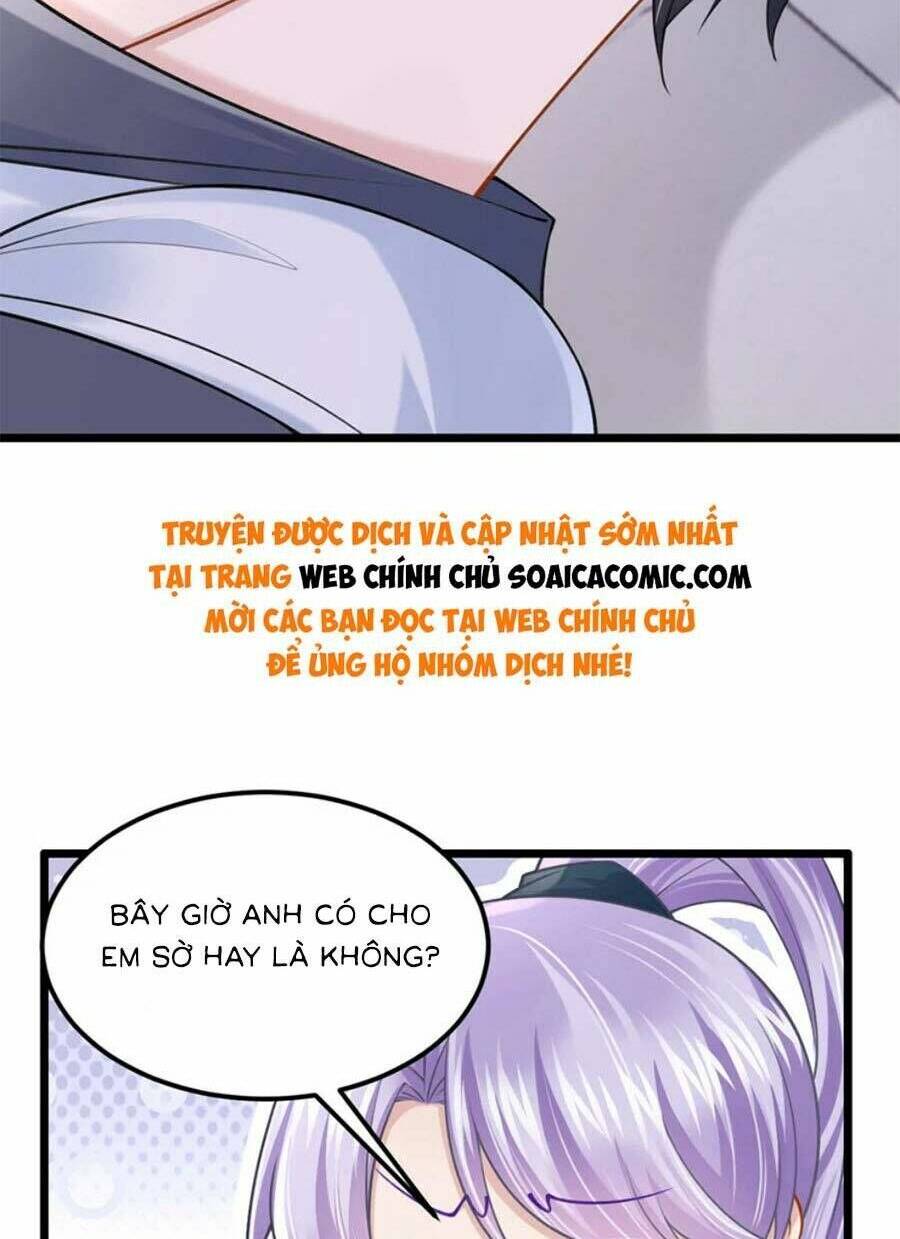 TRUYỆN ĐƯỢC DỊCH VÀ CẬP NHẬT SỚM NHẤT
TẠI TRANG WEB CHÍNH CHỦ SOAICACOMIC.COM
MỜI CÁC BẠN ĐỌC TẠI WEB CHÍNH CHỦ
ĐỂ ỦNG HỘ NHÓM DỊCH NHÉ!
BÂY GIỜ ANH CÓ CHO
EM SỜ HAY LÀ KHÔNG?